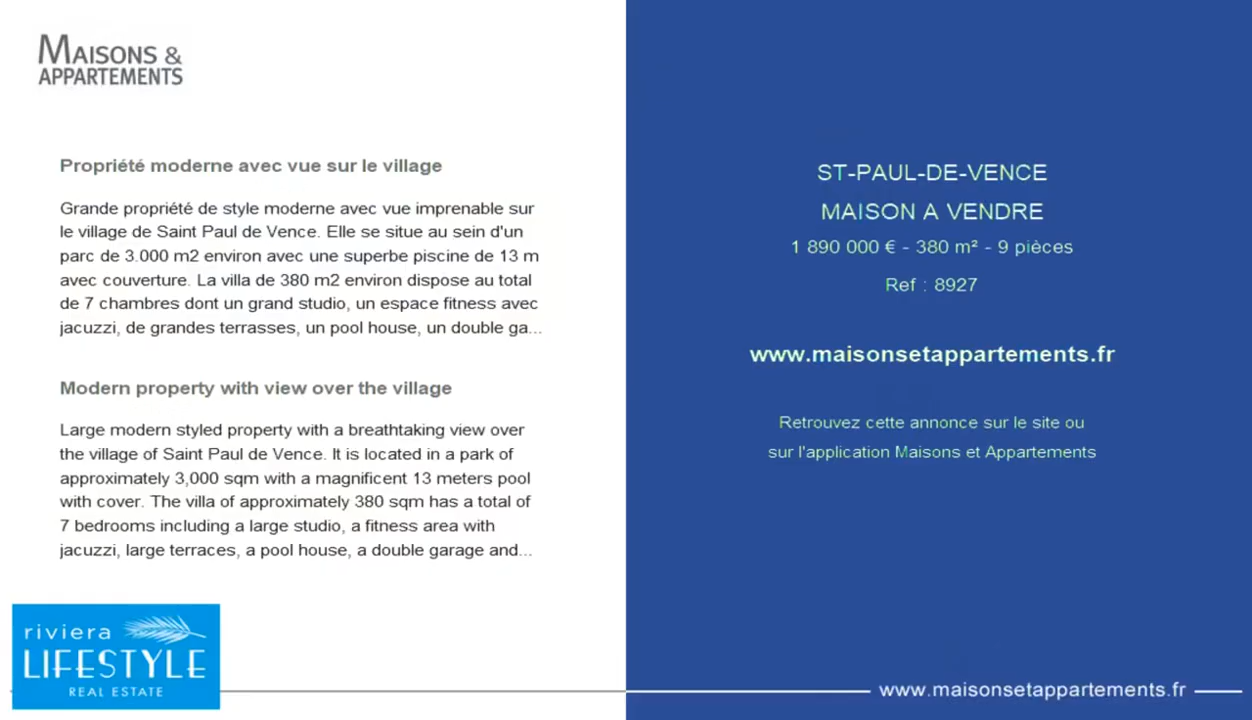 MAISONS &
APPARTEMENTS
Propriété moderne avec vue sur le village
Grande propriété de style moderne avec vue imprenable sur
le village de Saint Paul de Vence. Elle se situe au sein d'un
parc de 3.000 m2 environ avec une superbe piscine de 13 m
avec couverture. La villa de 380 m2 environ dispose au total
de 7 chambres dont un grand studio, un espace fitness avec
jacuzzi, de grandes terrasses, un pool house, un double ga...
Modern property with view over the village
Large modern styled property with a breathtaking view over
the village of Saint Paul de Vence. It is located in a park of
approximately 3,000 sqm with a magnificent 13 meters pool
with cover. The villa of approximately 380 sqm has a total of
7 bedrooms including a large studio, a fitness area with
jacuzzi, large terraces, a pool house, a double garage and...
riviera
LIFESTYLE
REAL ESTATE
ST-PAUL-DE-VENCE
MAISON A VENDRE
1 890 000 € - 380 m² - 9 pièces
Ref : 8927
www.maisonsetappartements.fr
Retrouvez cette annonce sur le site ou
sur l'application Maisons et Appartements
www.maisonsetappartements.fr